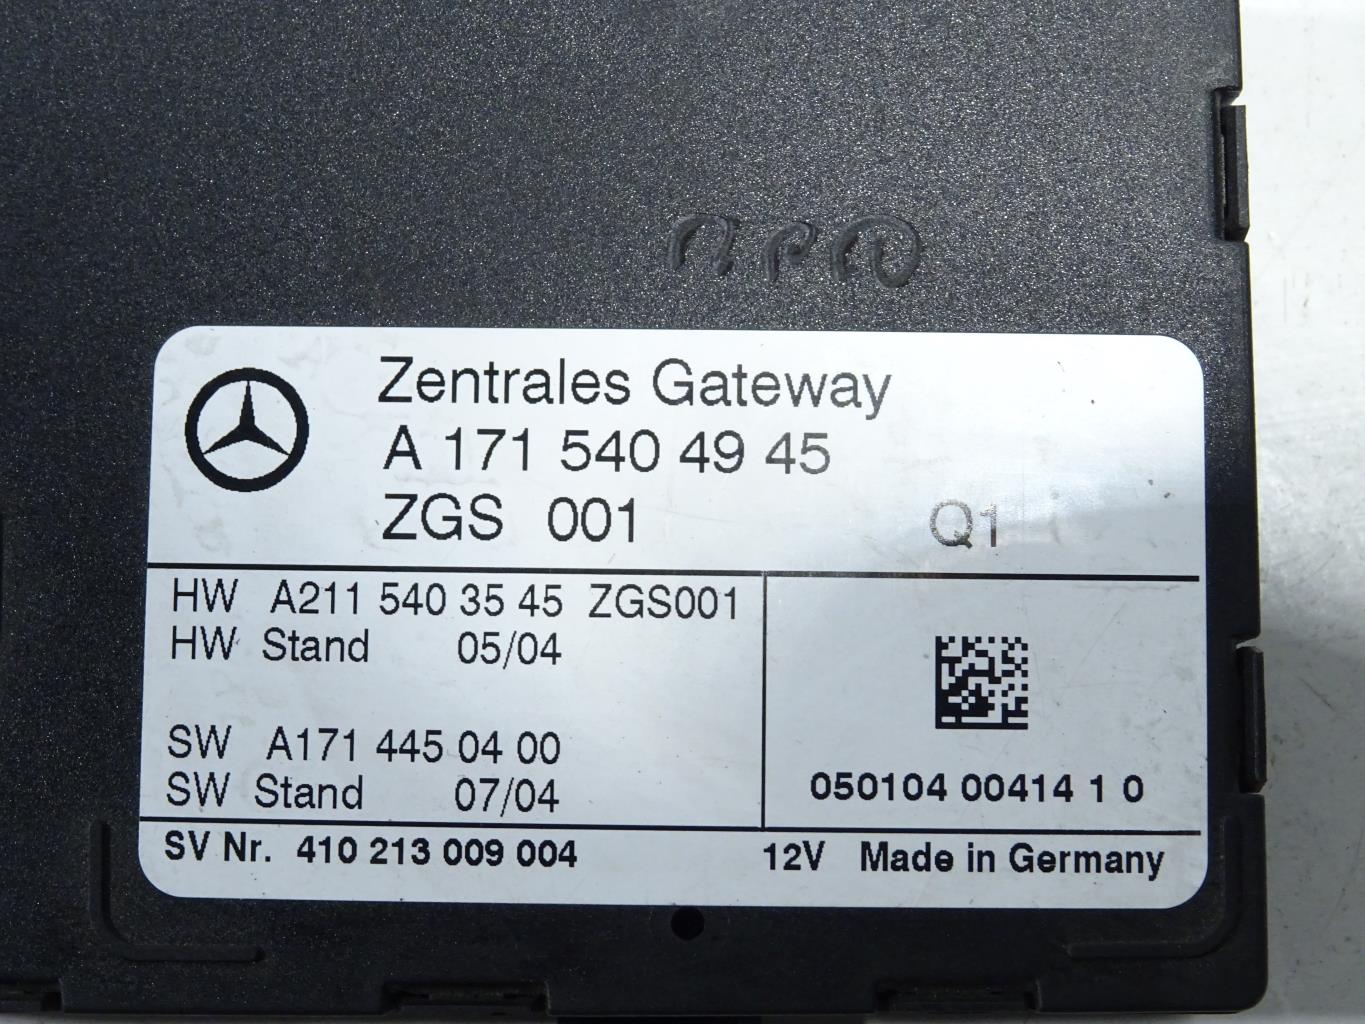 Zentrales Gateway
A 171 540 49 45
ZGS 001 Q1
HW A211 540 35 45 ZGS001
HW Stand 05/04
SW A171 445 04 00
SW Stand 07/04
050104 00414 1 0
SV Nr. 410 213 009 004 12V Made in Germany